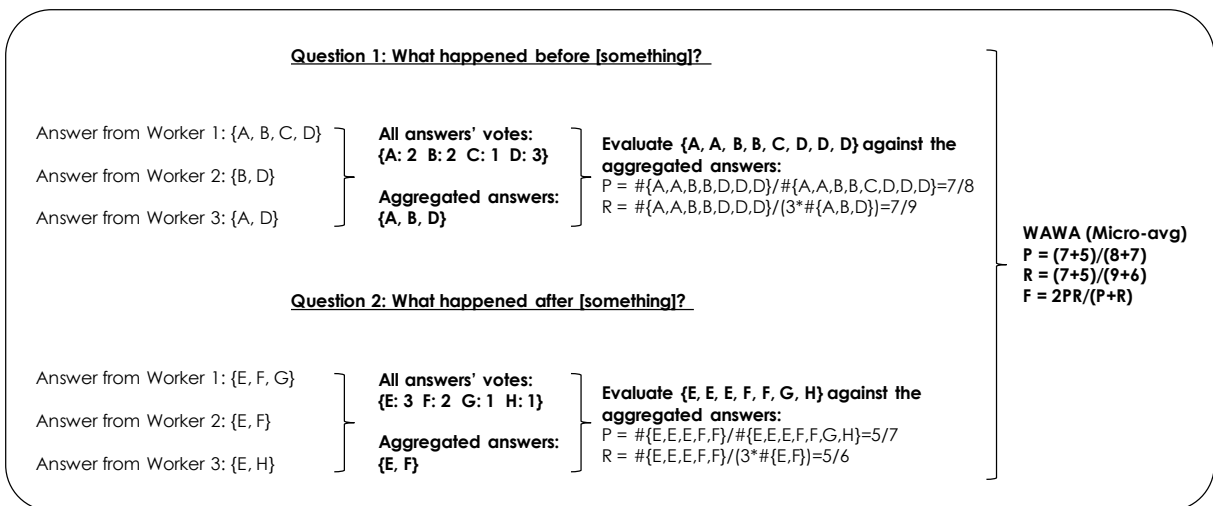 Question 1: What happened before [something]?
Answer from Worker 1: {A, B, C, D}
Answer from Worker 2: {B, D}
Answer from Worker 3: {A, D}
All answers' votes:
{A: 2 B: 2 C: 1 D: 3}
Aggregated answers:
{A, B, D}
Evaluate {A, A, B, B, C, D, D, D} against the
aggregated answers:
P = #{A,A,B,B,D,D,D}/#{A,A,B,B,C,D,D,D}=7/8
R = #{A,A,B,B,D,D,D}/(3*#{A,B,D})=7/9
Question 2: What happened after [something]?
Answer from Worker 1: {E, F, G}
Answer from Worker 2: {E, F}
Answer from Worker 3: {E, H}
All answers' votes:
{E: 3 F: 2 G: 1 H: 1}
Aggregated answers:
{E, F}
Evaluate {E, E, E, F, F, G, H} against the
aggregated answers:
P = #{E,E,E,F,F}/#{E,E,E,F,F,G,H}=5/7
R = #{E,E,E,F,F}/(3*#{E,F})=5/6
WAWA (Micro-avg)
P = (7+5)/(8+7)
R = (7+5)/(9+6)
F = 2PR/(P+R)